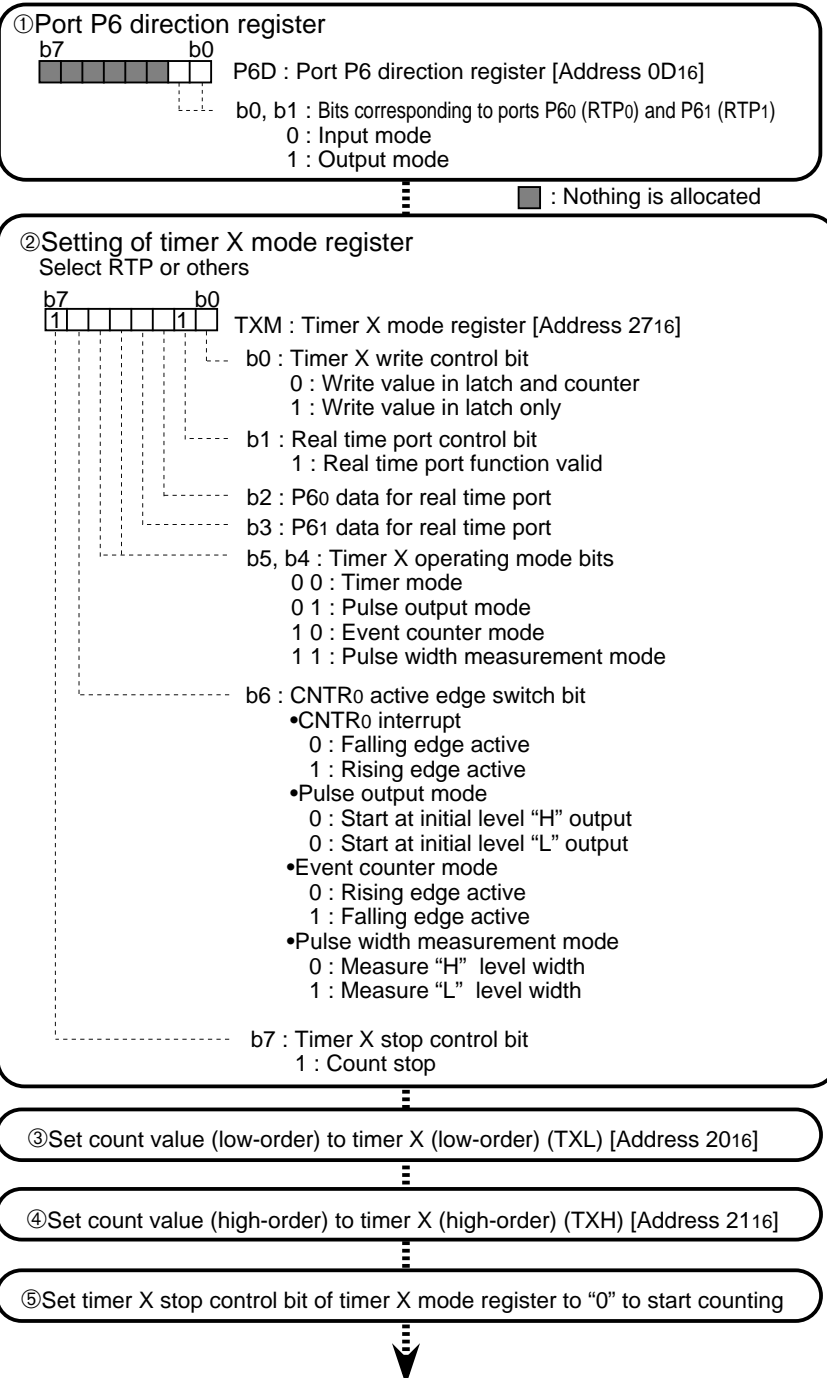 ①Port P6 direction register
b7 b0
P6D : Port P6 direction register [Address 0D16]
b0, b1 : Bits corresponding to ports P60 (RTP0) and P61 (RTP1)
0 : Input mode
1 : Output mode
: Nothing is allocated
②Setting of timer X mode register
Select RTP or others
b7 b0
1 1
TXM : Timer X mode register [Address 2716]
b0 : Timer X write control bit
0 : Write value in latch and counter
1 : Write value in latch only
b1 : Real time port control bit
1 : Real time port function valid
b2 : P60 data for real time port
b3 : P61 data for real time port
b5, b4 : Timer X operating mode bits
0 0 : Timer mode
0 1 : Pulse output mode
1 0 : Event counter mode
1 1 : Pulse width measurement mode
b6 : CNTR0 active edge switch bit
•CNTR0 interrupt
0 : Falling edge active
1 : Rising edge active
•Pulse output mode
0 : Start at initial level “H” output
0 : Start at initial level “L” output
•Event counter mode
0 : Rising edge active
1 : Falling edge active
•Pulse width measurement mode
0 : Measure “H” level width
1 : Measure “L” level width
b7 : Timer X stop control bit
1 : Count stop
③Set count value (low-order) to timer X (low-order) (TXL) [Address 2016]
④Set count value (high-order) to timer X (high-order) (TXH) [Address 2116]
⑤Set timer X stop control bit of timer X mode register to “0” to start counting